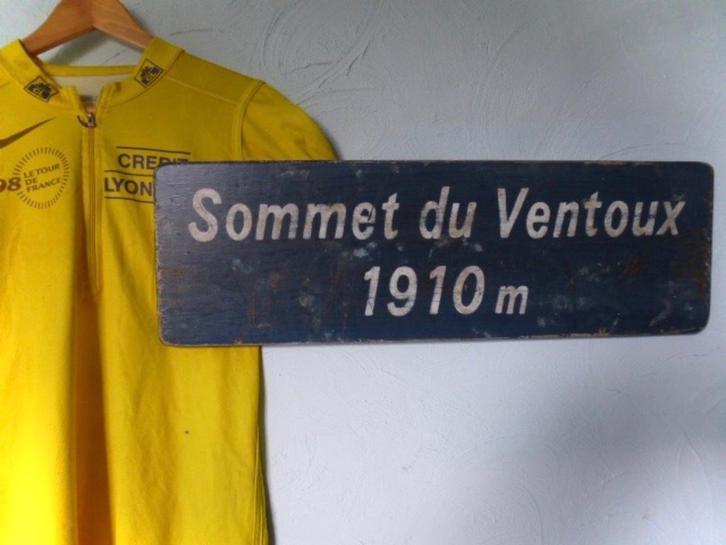 98
LE TOUR
DE
FRANCE
CREDIT
LYON
Sommet du Ventoux
1910 m